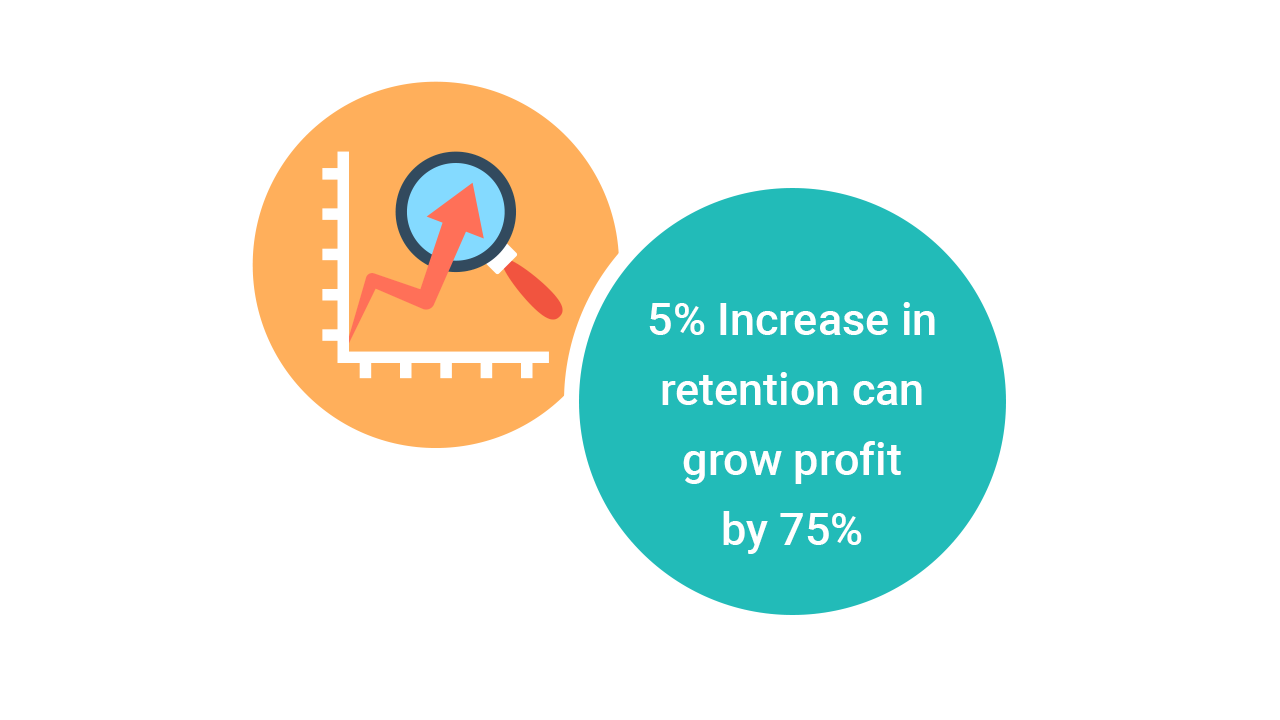 5% Increase in
retention can
grow profit
by 75%